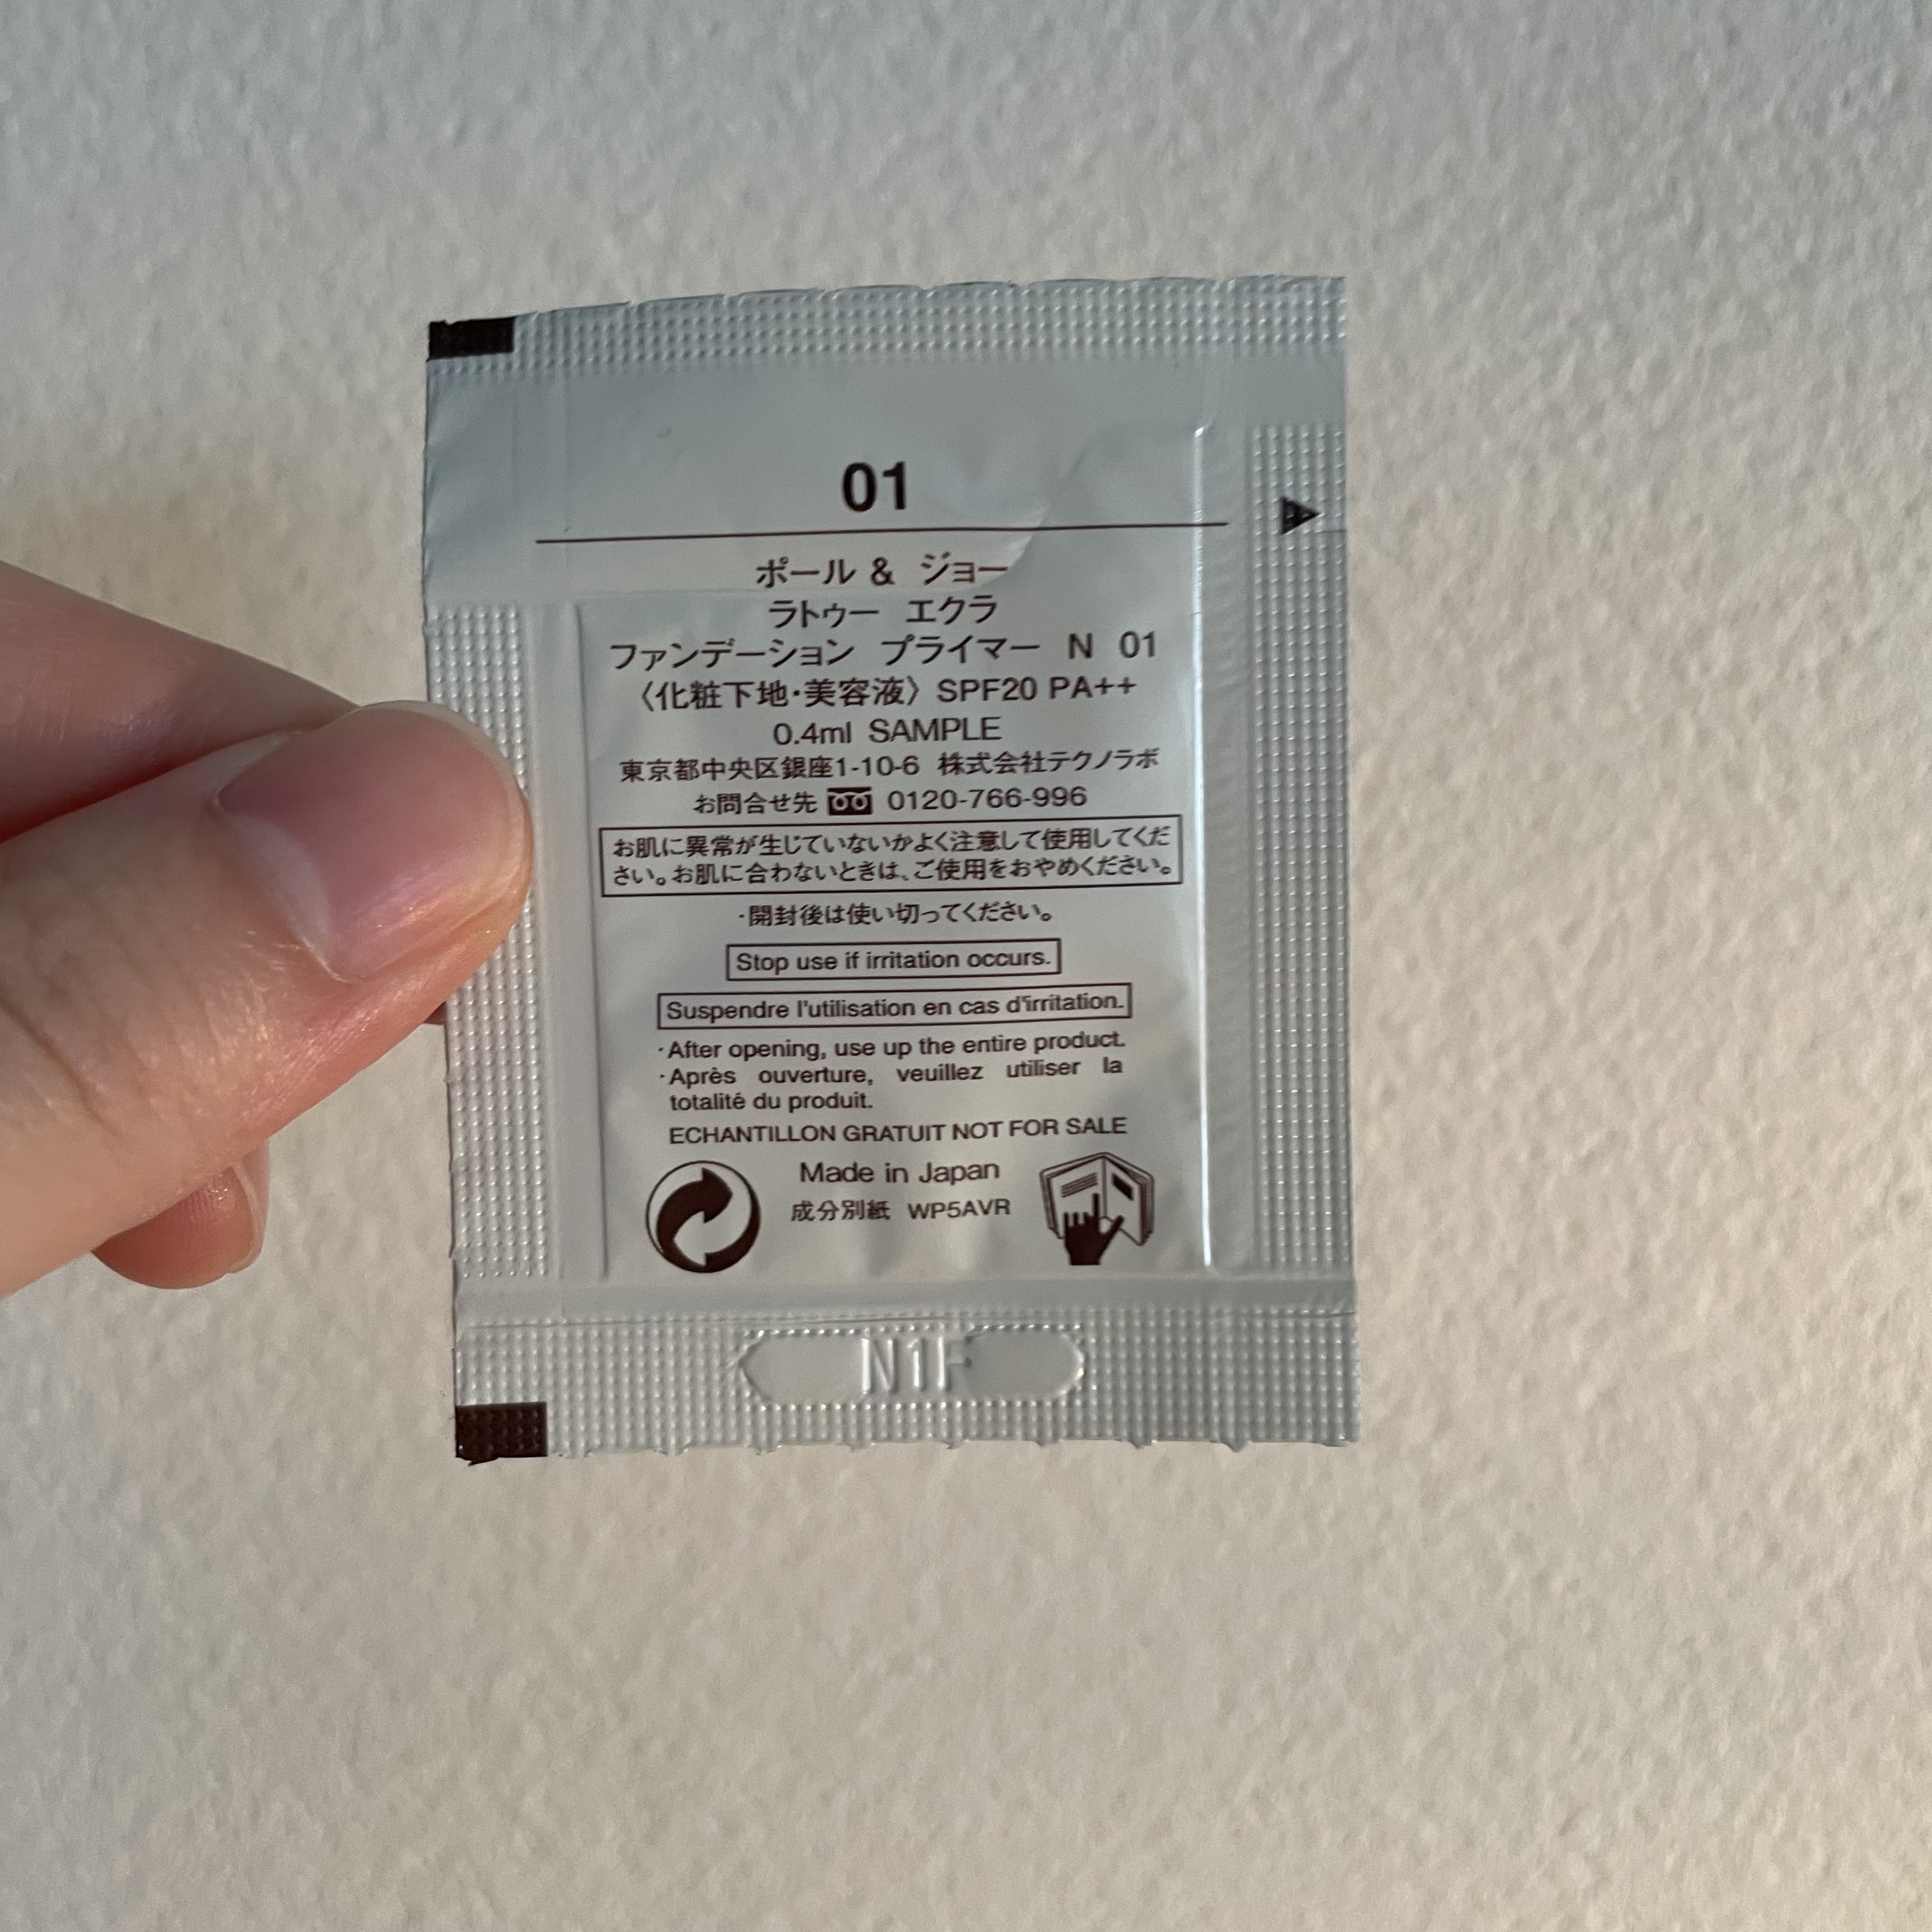 01
ポール & ジョー
ラトゥー エクラ
ファンデーション プライマー N 01
〈化粧下地・美容液〉SPF20 PA++
0.4ml SAMPLE
東京都中央区銀座1-10-6 株式会社テクノラボ
お問合せ先 0120-766-996
お肌に異常が生じていないかよく注意して使用してくだ
さい。お肌に合わないときは、ご使用をおやめください。
・開封後は使い切ってください。
Stop use if irritation occurs.
Suspendre l'utilisation en cas d'irritation.
・After opening, use up the entire product.
・Après ouverture, veuillez utiliser la
totalité du produit.
ECHANTILLON GRATUIT NOT FOR SALE
Made in Japan
成分別紙 WP5AVR